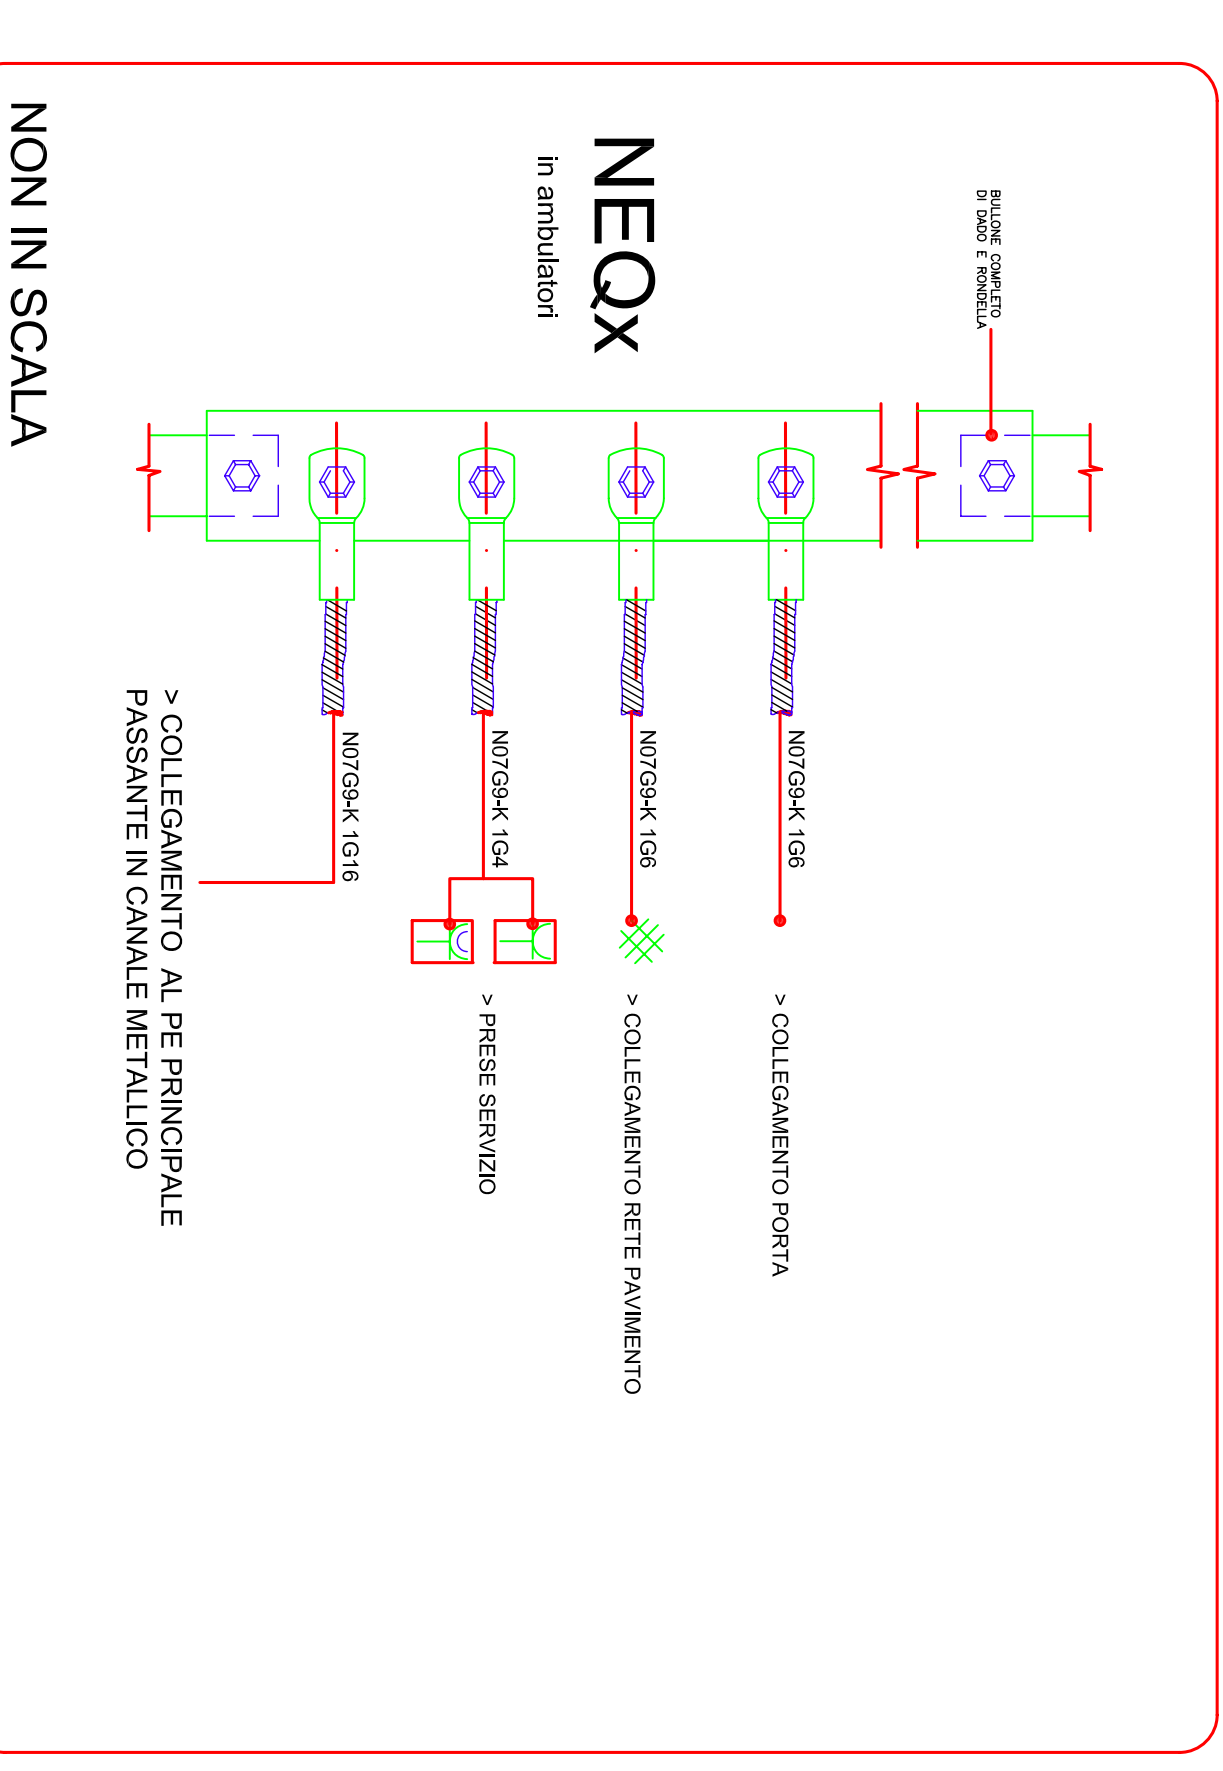 BULLONE COMPLETO
DI DADO E RONDELLA
NEQx
in ambulatori
N07G9-K 1G6
> COLLEGAMENTO PORTA
N07G9-K 1G6
> COLLEGAMENTO RETE PAVIMENTO
N07G9-K 1G4
> PRESE SERVIZIO
N07G9-K 1G16
> COLLEGAMENTO AL PE PRINCIPALE
PASSANTE IN CANALE METALLICO
NON IN SCALA